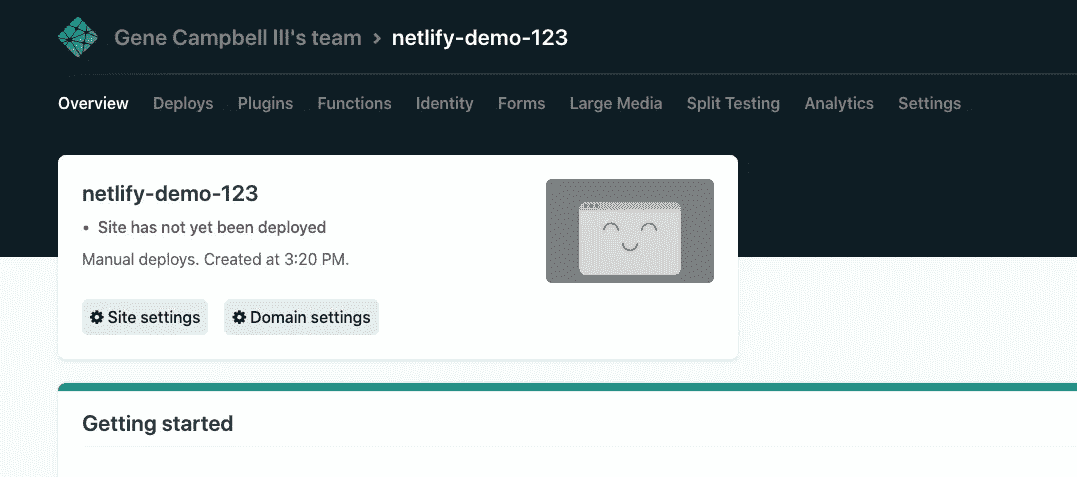 Gene Campbell III's team > netlify-demo-123
Overview Deploys Plugins Functions Identity Forms Large Media Split Testing Analytics Settings
netlify-demo-123
• Site has not yet been deployed
Manual deploys. Created at 3:20 PM.
Site settings Domain settings
Getting started